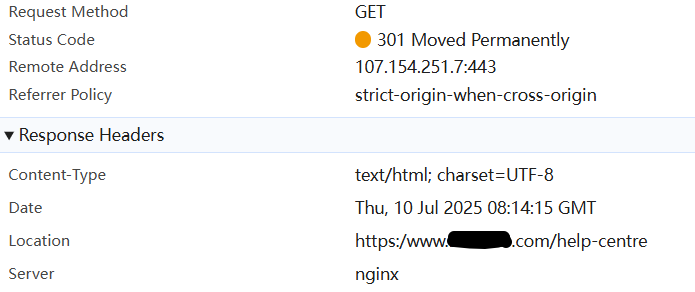 Request Method GET
Status Code 301 Moved Permanently
Remote Address 107.154.251.7:443
Referrer Policy strict-origin-when-cross-origin
Response Headers
Content-Type text/html; charset=UTF-8
Date Thu, 10 Jul 2025 08:14:15 GMT
Location https:/www. .com/help-centre
Server nginx